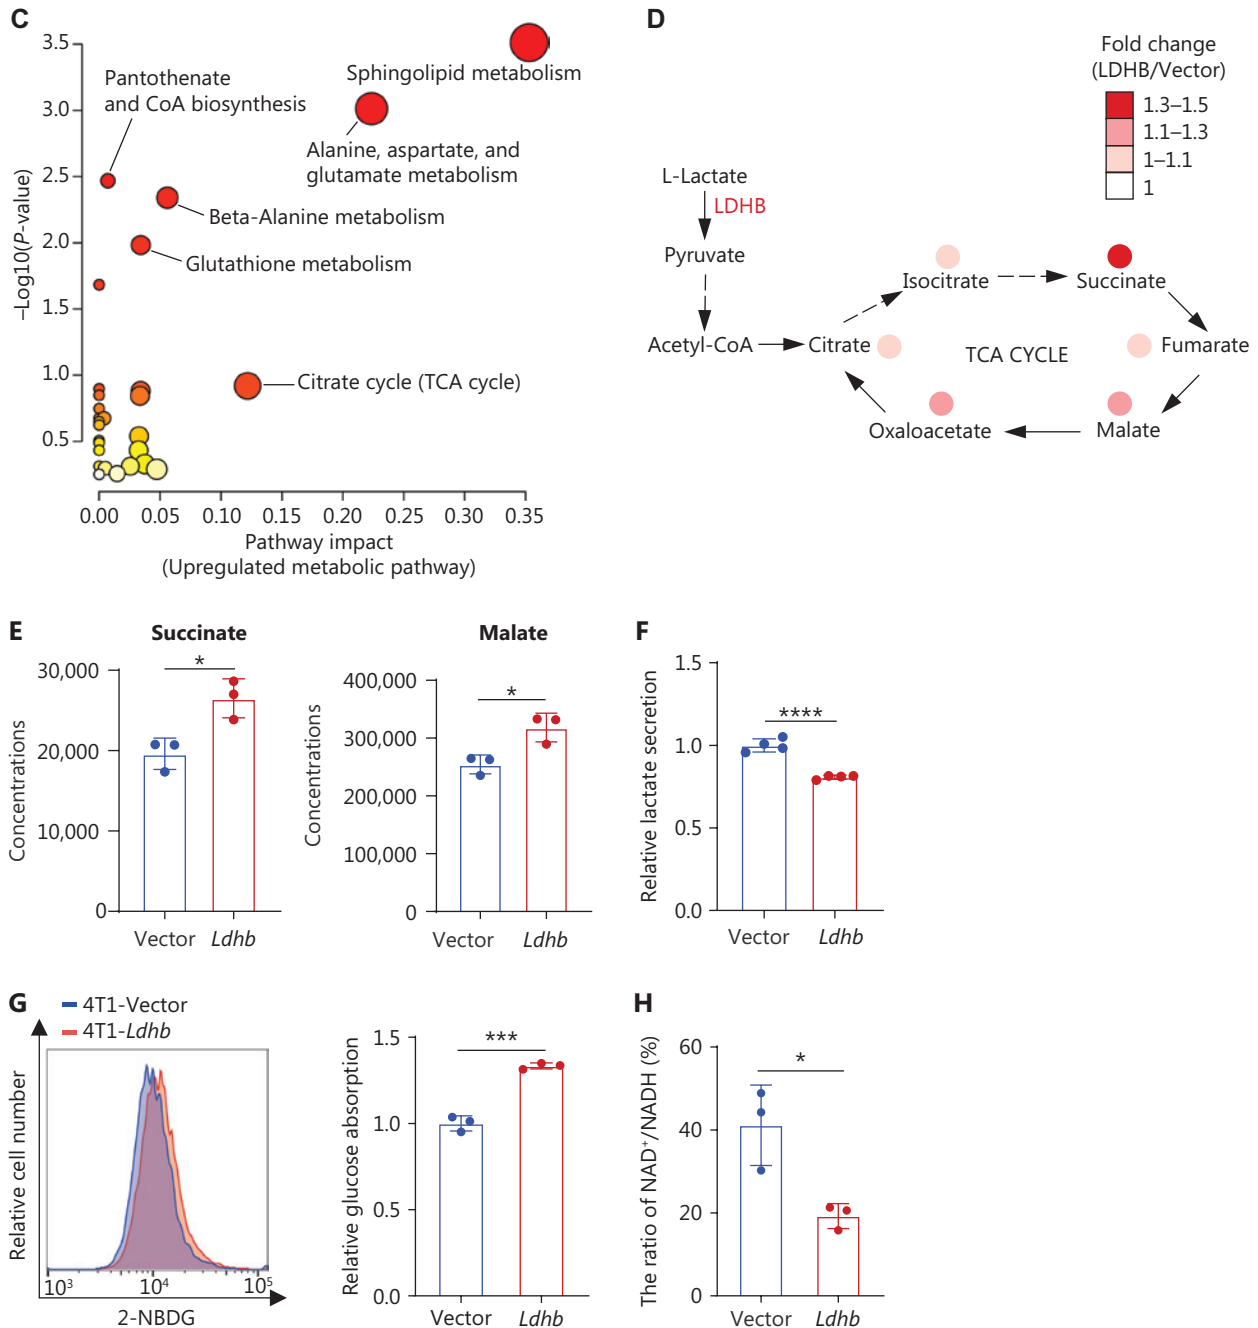 C
3.5
3.0
2.5
2.0
1.5
1.0
0.5
–Log10(P-value)
Sphingolipid metabolism
Pantothenate
and CoA biosynthesis
Alanine, aspartate, and
glutamate metabolism
Beta-Alanine metabolism
Glutathione metabolism
Citrate cycle (TCA cycle)
0.00 0.05 0.10 0.15 0.20 0.25 0.30 0.35
Pathway impact
(Upregulated metabolic pathway)
D
Fold change
(LDHB/Vector)
1.3–1.5
1.1–1.3
1–1.1
1
L-Lactate
LDHB
Pyruvate
Acetyl-CoA
Citrate
Isocitrate
Succinate
Fumarate
Malate
Oxaloacetate
TCA CYCLE
E
Succinate
*
30,000
20,000
10,000
0
Concentrations
Vector Ldhb
Malate
*
400,000
300,000
200,000
100,000
0
Concentrations
Vector Ldhb
F
****
1.5
1.0
0.5
0.0
Relative lactate secretion
Vector Ldhb
G
4T1-Vector
4T1-Ldhb
Relative cell number
10³ 10⁴ 10⁵
2-NBDG
***
1.5
1.0
0.5
0.0
Relative glucose absorption
Vector Ldhb
H
*
60
40
20
0
The ratio of NAD⁺/NADH (%)
Vector Ldhb